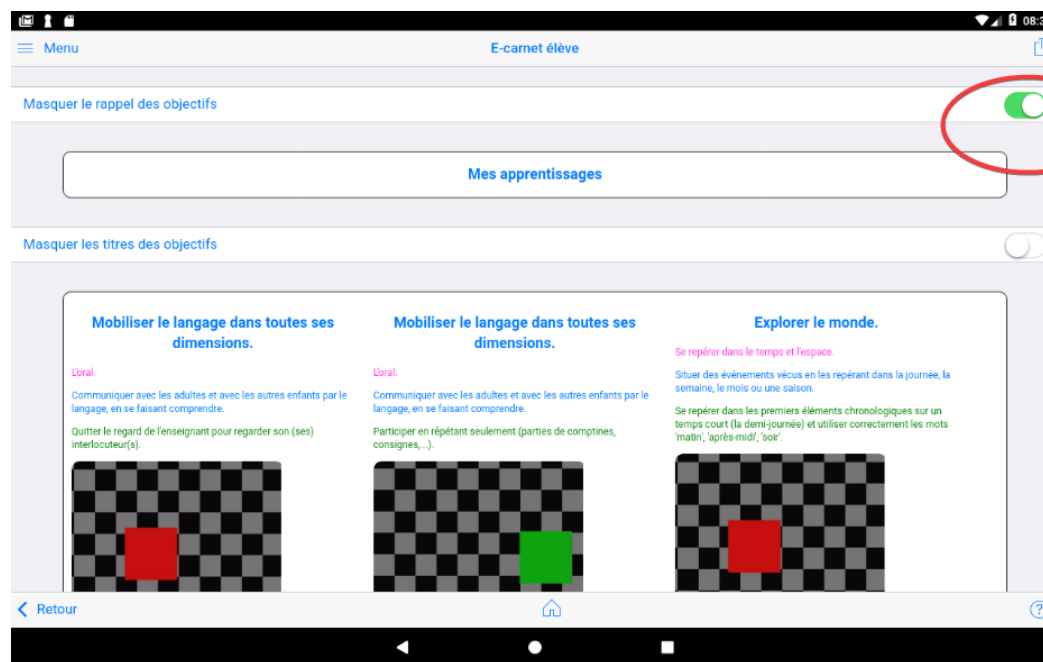 08:3
Menu
E-carnet élève
Masquer le rappel des objectifs
Mes apprentissages
Masquer les titres des objectifs
Mobiliser le langage dans toutes ses
dimensions.
L'oral.
Communiquer avec les adultes et avec les autres enfants par le
langage, en se faisant comprendre.
Quitter le regard de l'enseignant pour regarder son (ses)
interlocuteur(s).
Mobiliser le langage dans toutes ses
dimensions.
L'oral.
Communiquer avec les adultes et avec les autres enfants par le
langage, en se faisant comprendre.
Participer en répétant seulement (parties de comptines,
consignes,...).
Explorer le monde.
Se repérer dans le temps et l'espace.
Situer des événements vécus en les repérant dans la journée, la
semaine, le mois ou une saison.
Se repérer dans les premiers éléments chronologiques sur un
temps court (la demi-journée) et utiliser correctement les mots
'matin', 'après-midi', 'soir'.
Retour
?